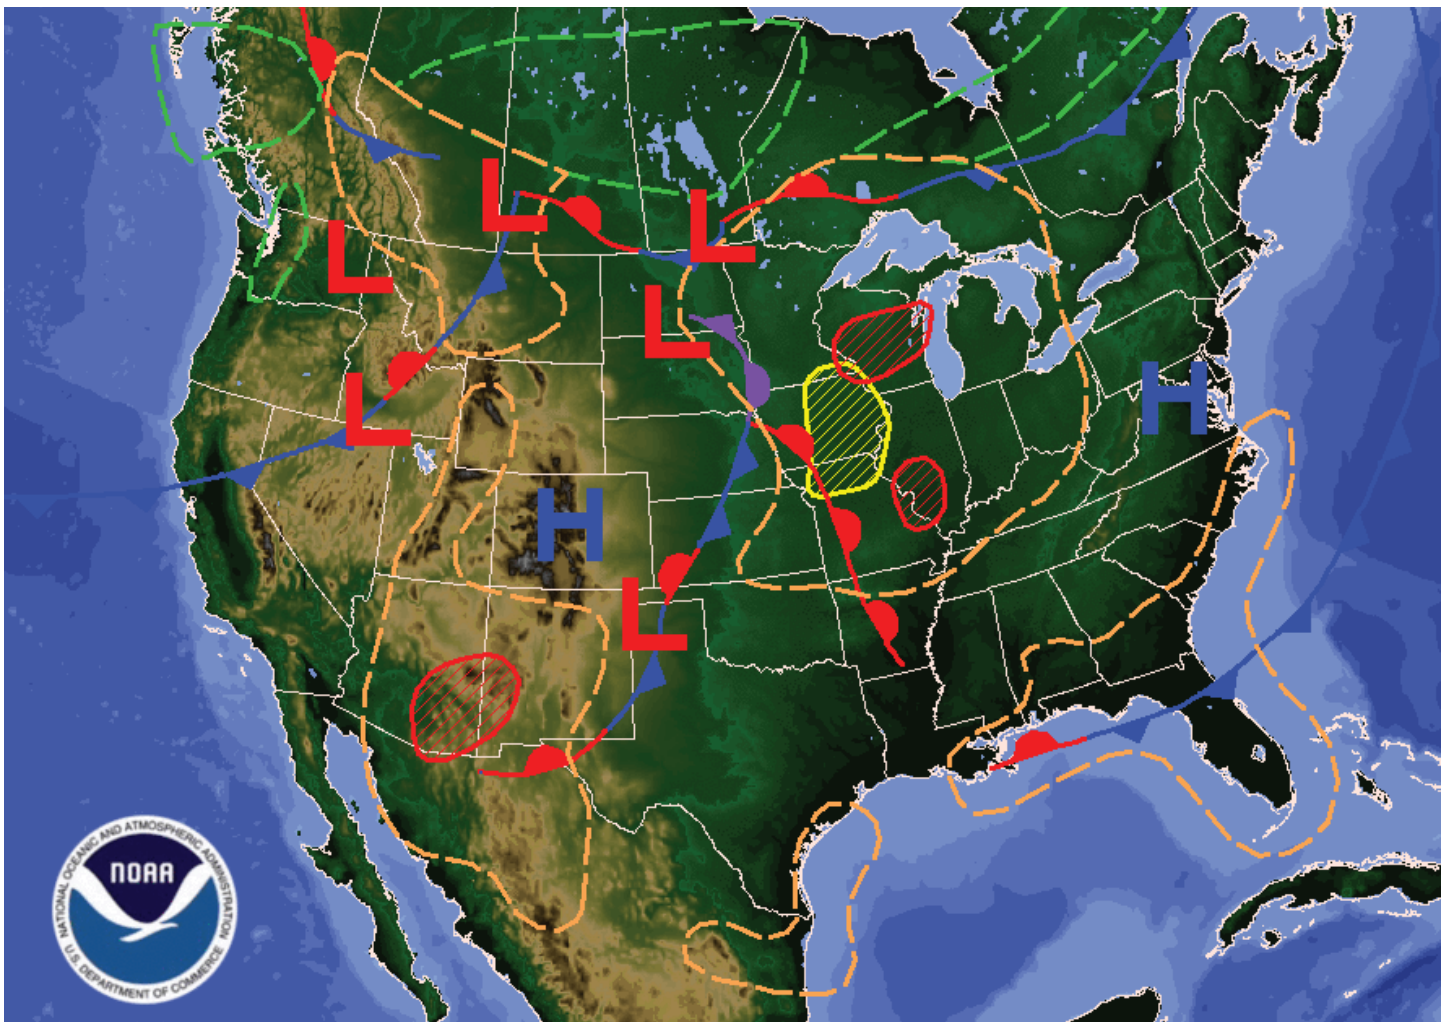 L
L
L
L
L
H
H
L
NOAA
NATIONAL OCEANIC AND ATMOSPHERIC ADMINISTRATION
U.S. DEPARTMENT OF COMMERCE